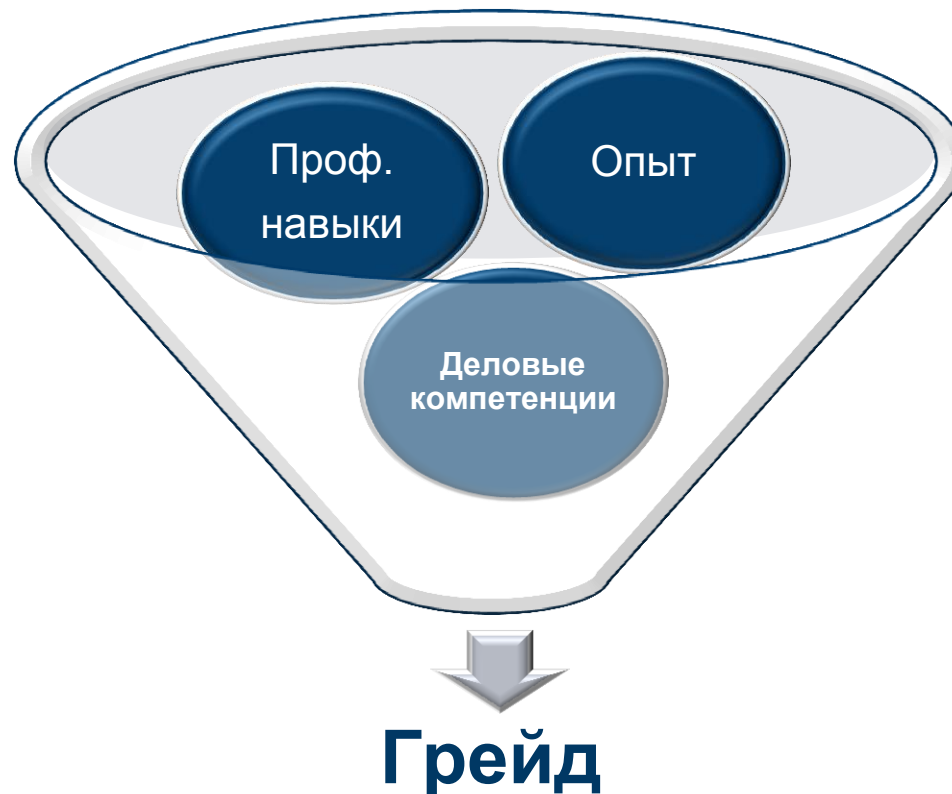 Проф.
навыки
Опыт
Деловые
компетенции
Грейд